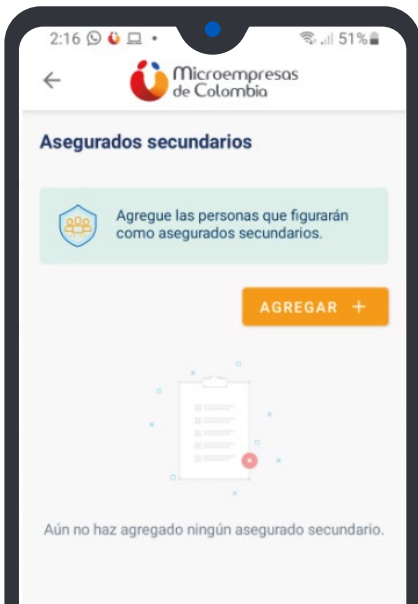 2:16 51%
Microempresas
de Colombia
Asegurados secundarios
Agregue las personas que figurarán
como asegurados secundarios.
AGREGAR +
Aún no haz agregado ningún asegurado secundario.